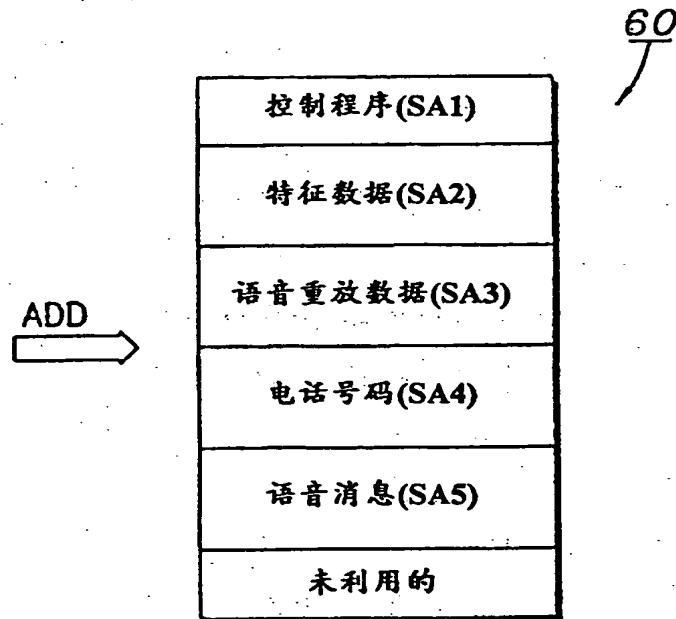 60
控制程序(SA1)
特征数据(SA2)
语音重放数据(SA3)
ADD
电话号码(SA4)
语音消息(SA5)
未利用的